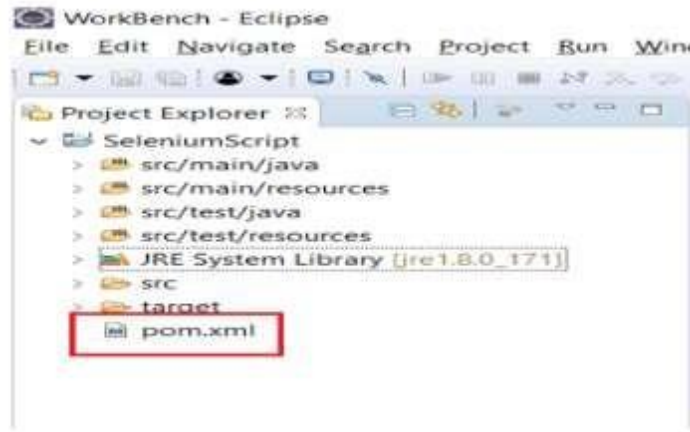 WorkBench - Eclipse
File Edit Navigate Search Project Run Wind
Project Explorer
SeleniumScript
src/main/java
src/main/resources
src/test/java
src/test/resources
JRE System Library [jre1.8.0_171]
src
target
pom.xml